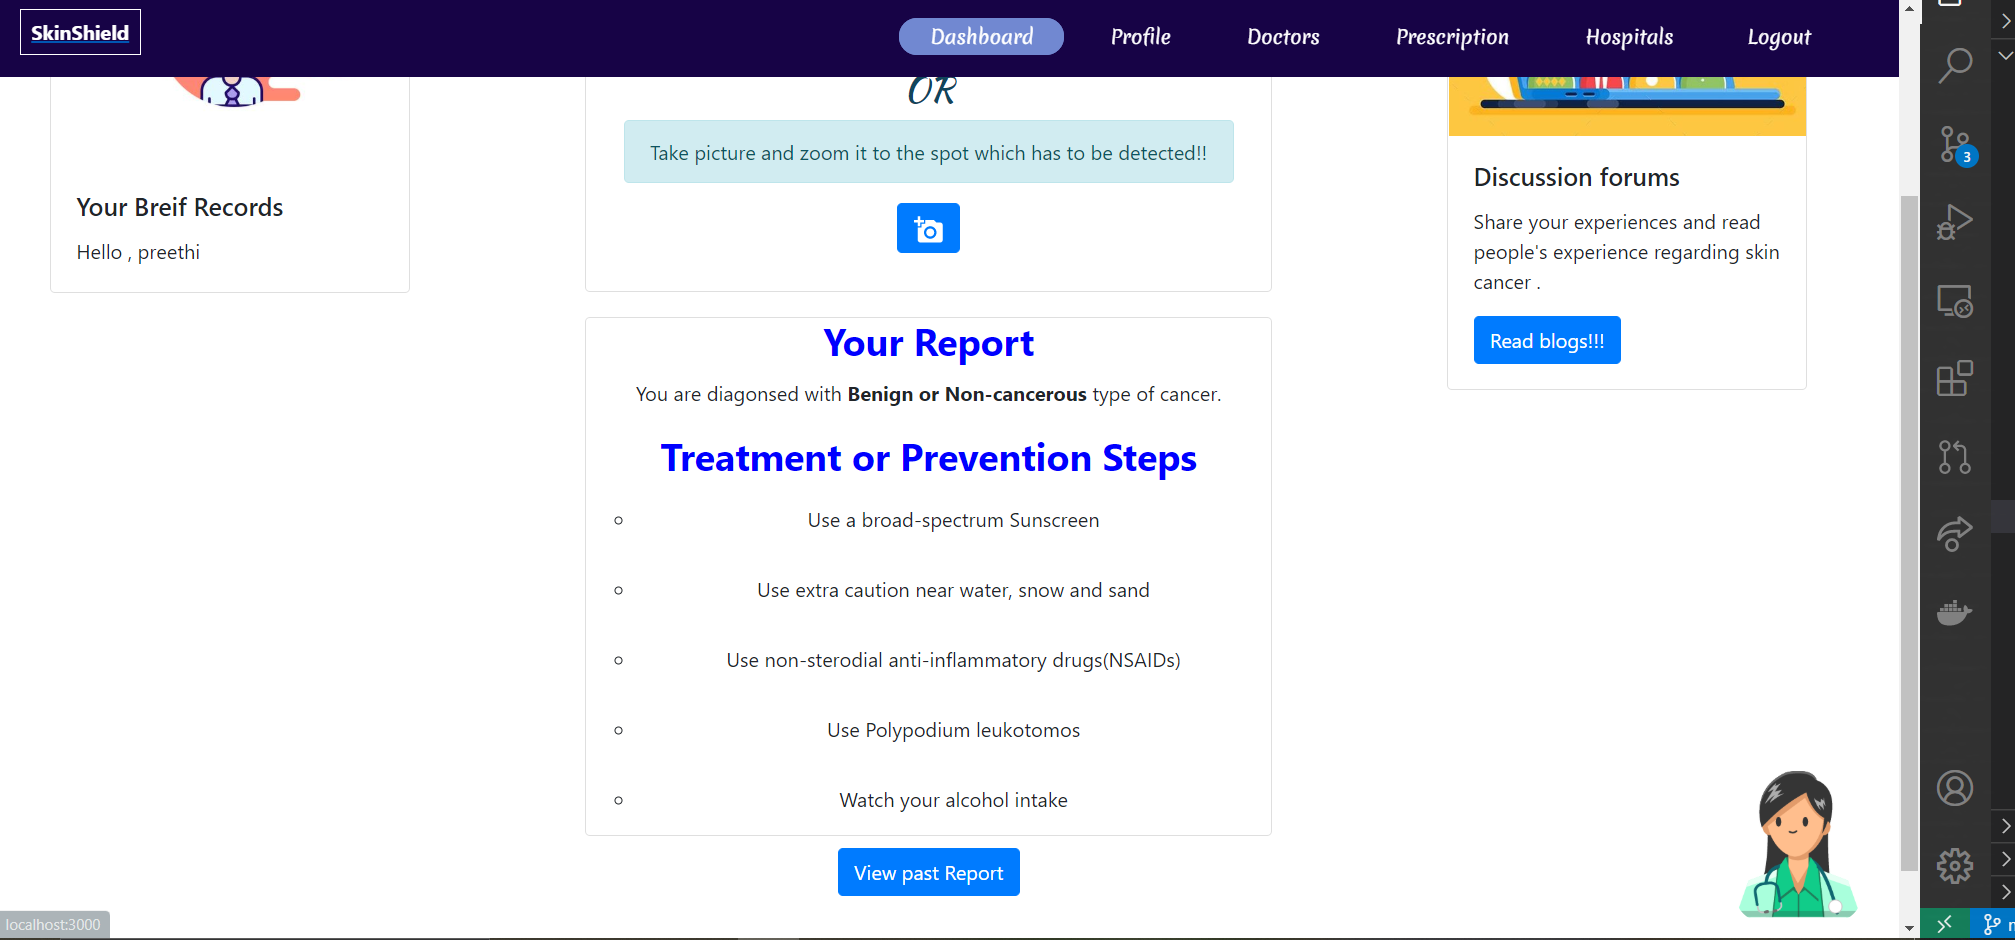 SkinShield
Dashboard
Profile
Doctors
Prescription
Hospitals
Logout
Your Breif Records
Hello , preethi
OR
Take picture and zoom it to the spot which has to be detected!!
Your Report
You are diagonsed with Benign or Non-cancerous type of cancer.
Treatment or Prevention Steps
Use a broad-spectrum Sunscreen
Use extra caution near water, snow and sand
Use non-sterodial anti-inflammatory drugs(NSAIDs)
Use Polypodium leukotomos
Watch your alcohol intake
View past Report
Discussion forums
Share your experiences and read
people's experience regarding skin
cancer .
Read blogs!!!
3
localhost:3000